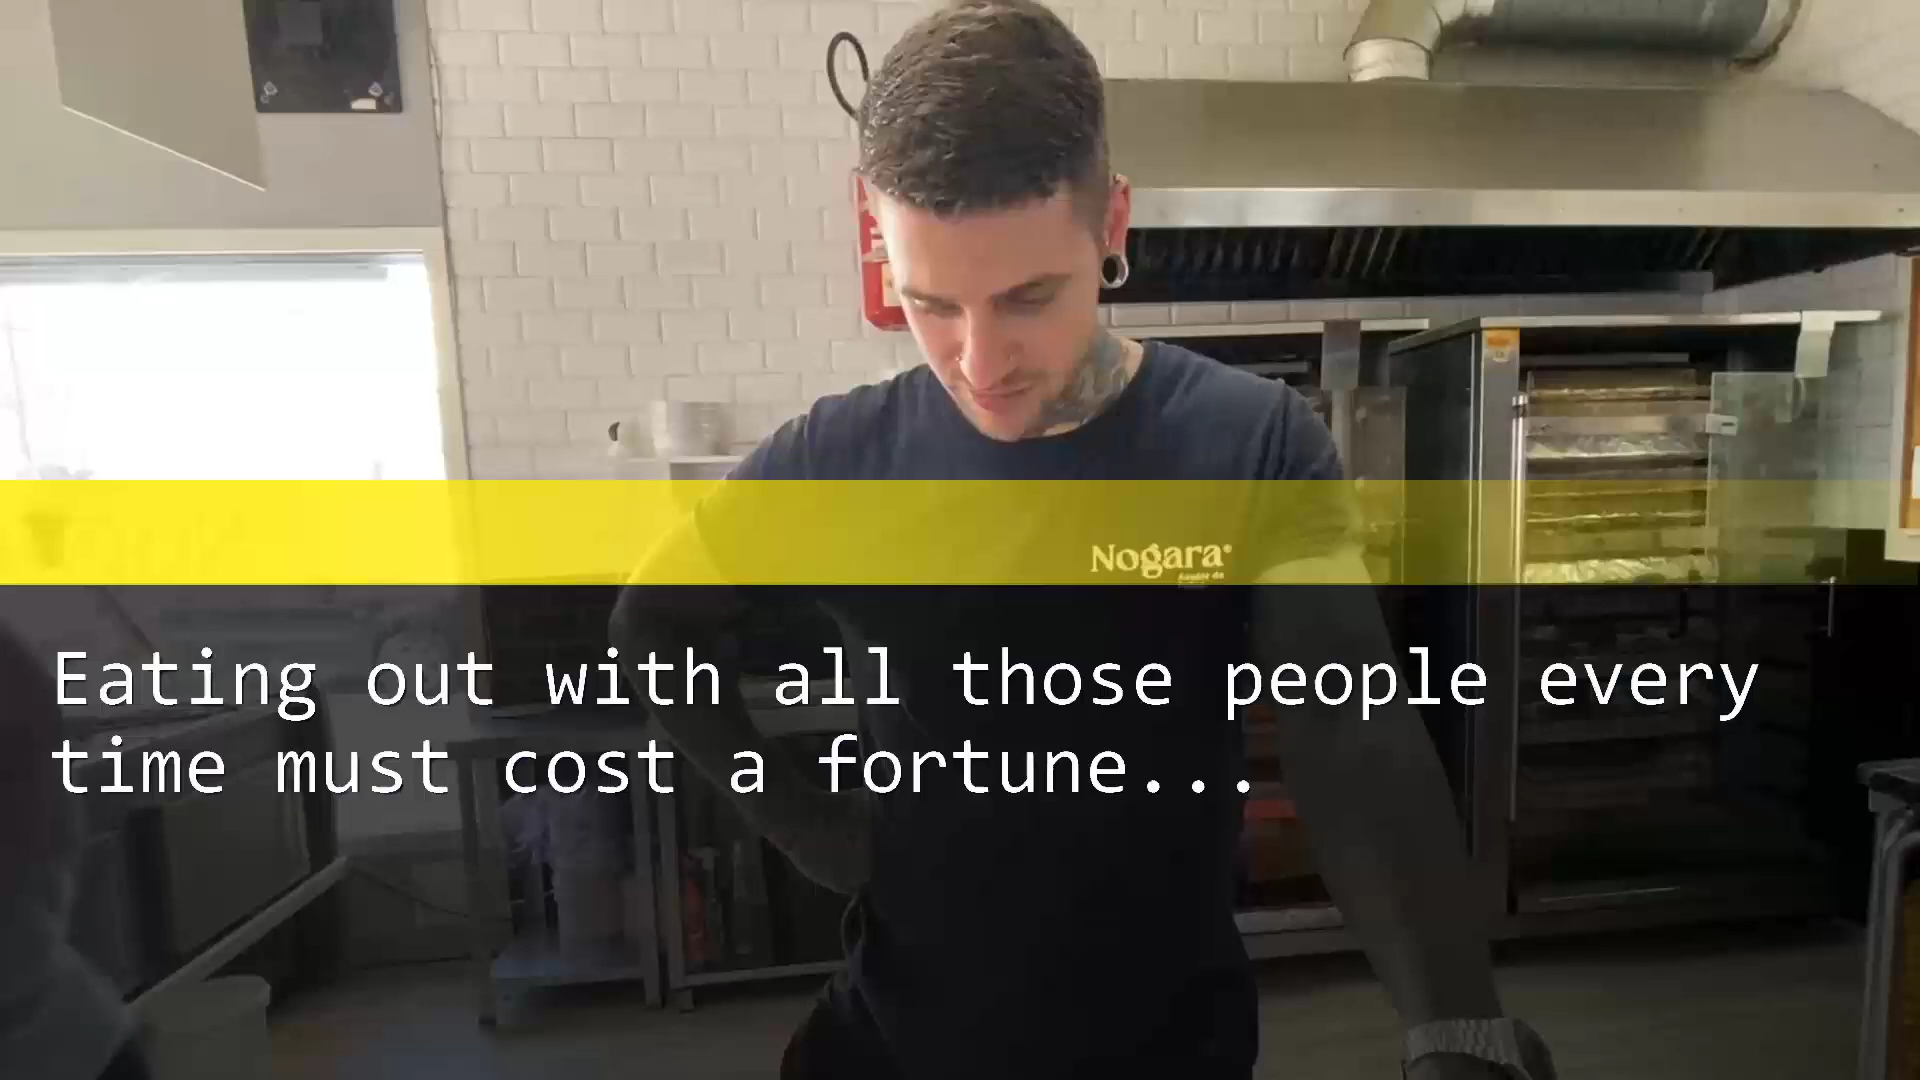 Nogara®
Eating out with all those people every
time must cost a fortune...